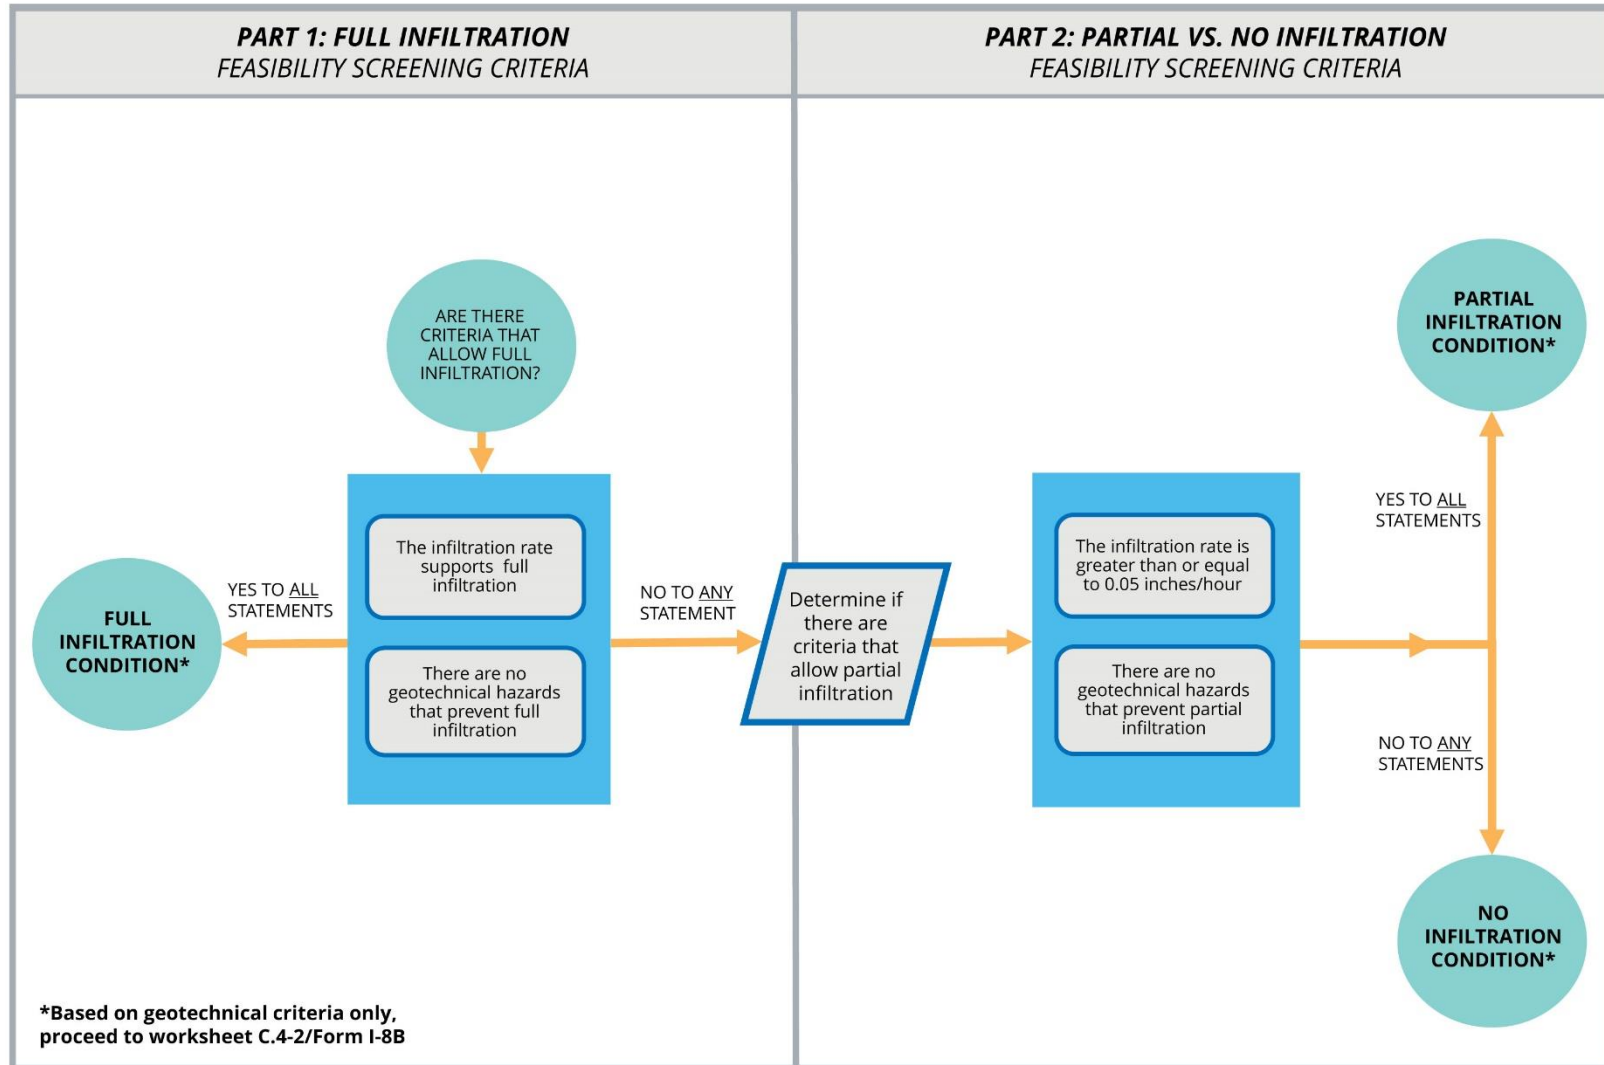 PART 1: FULL INFILTRATION
FEASIBILITY SCREENING CRITERIA
PART 2: PARTIAL VS. NO INFILTRATION
FEASIBILITY SCREENING CRITERIA
ARE THERE
CRITERIA THAT
ALLOW FULL
INFILTRATION?
The infiltration rate
supports full
infiltration
There are no
geotechnical hazards
that prevent full
infiltration
YES TO ALL
STATEMENTS
FULL
INFILTRATION
CONDITION*
NO TO ANY
STATEMENT
Determine if
there are
criteria that
allow partial
infiltration
The infiltration rate is
greater than or equal
to 0.05 inches/hour
There are no
geotechnical hazards
that prevent partial
infiltration
YES TO ALL
STATEMENTS
PARTIAL
INFILTRATION
CONDITION*
NO TO ANY
STATEMENTS
NO
INFILTRATION
CONDITION*
*Based on geotechnical criteria only,
proceed to worksheet C.4-2/Form I-8B